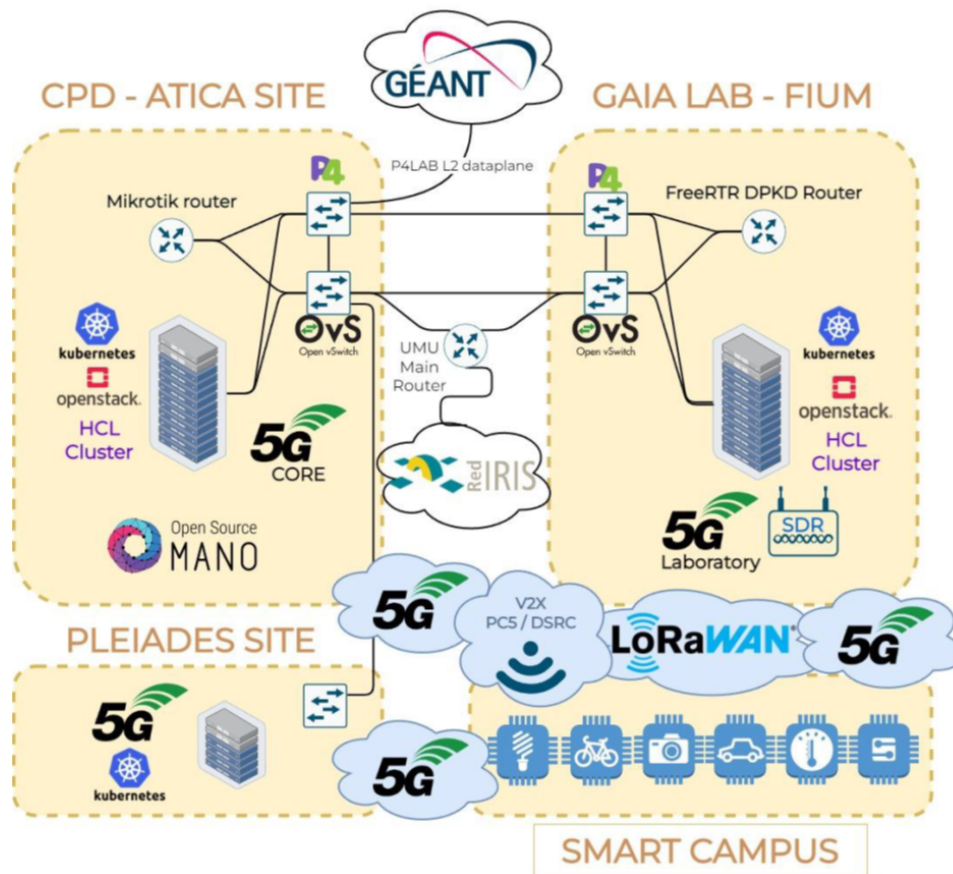 GÉANT
CPD - ATICA SITE
GAIA LAB - FIUM
P4
P4LAB L2 dataplane
P4
Mikrotik router
FreeRTR DPKD Router
OvS
Open vSwitch
OvS
Open vSwitch
UMU
Main
Router
kubernetes
openstack.
HCL
Cluster
5G
CORE
Red
IRIS
kubernetes
openstack.
HCL
Cluster
Open Source
MANO
5G
Laboratory
SDR
5G
V2X
PC5 / DSRC
LoRaWAN®
5G
PLEIADES SITE
5G
kubernetes
5G
SMART CAMPUS